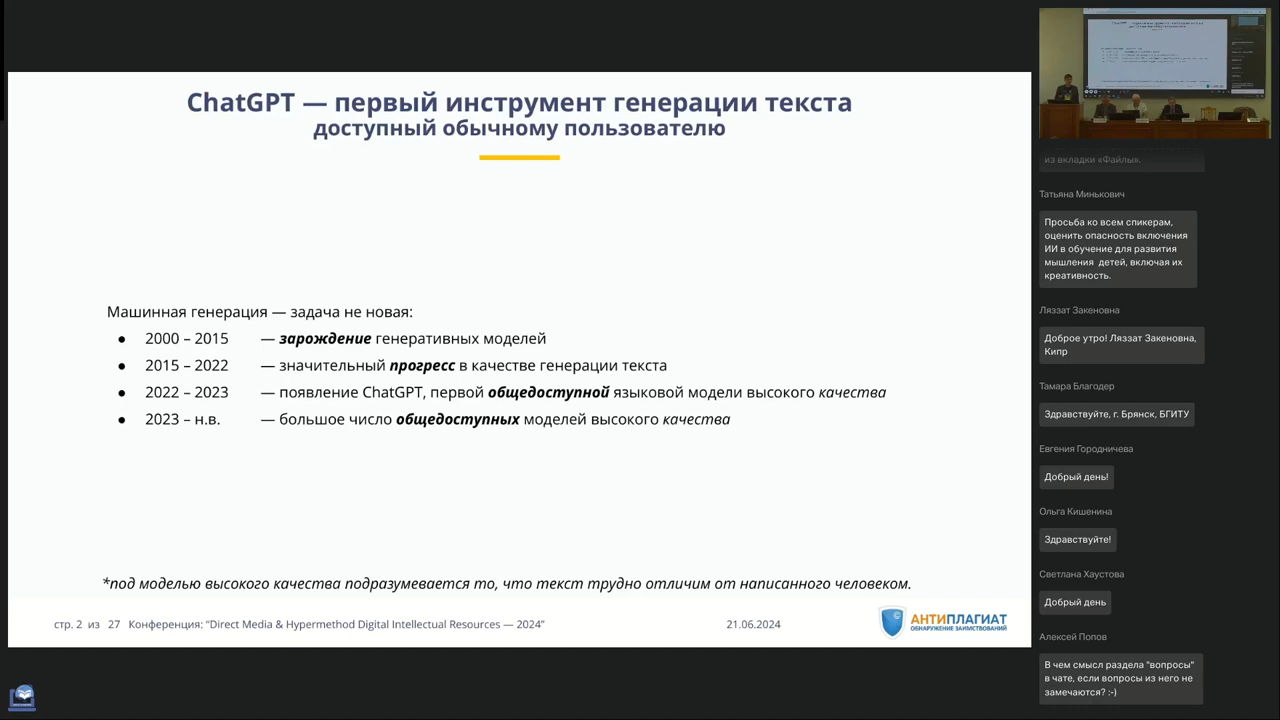 ChatGPT — первый инструмент генерации текста
доступный обычному пользователю
Машинная генерация — задача не новая:
● 2000 – 2015 — зарождение генеративных моделей
● 2015 – 2022 — значительный прогресс в качестве генерации текста
● 2022 – 2023 — появление ChatGPT, первой общедоступной языковой модели высокого качества
● 2023 – н.в. — большое число общедоступных моделей высокого качества
*под моделью высокого качества подразумевается то, что текст трудно отличим от написанного человеком.
стр. 2 из 27 Конференция: "Direct Media & Hypermethod Digital Intellectual Resources — 2024"
21.06.2024
АНТИПЛАГИАТ
ОБНАРУЖЕНИЕ ЗАИМСТВОВАНИЙ
из вкладки «Файлы».
Татьяна Минькович
Просьба ко всем спикерам,
оценить опасность включения
ИИ в обучение для развития
мышления детей, включая их
креативность.
Ляззат Закеновна
Доброе утро! Ляззат Закеновна,
Кипр
Тамара Благодер
Здравствуйте, г. Брянск, БГИТУ
Евгения Городничева
Добрый день!
Ольга Кишенина
Здравствуйте!
Светлана Хаустова
Добрый день
Алексей Попов
В чем смысл раздела "вопросы"
в чате, если вопросы из него не
замечаются? :-)